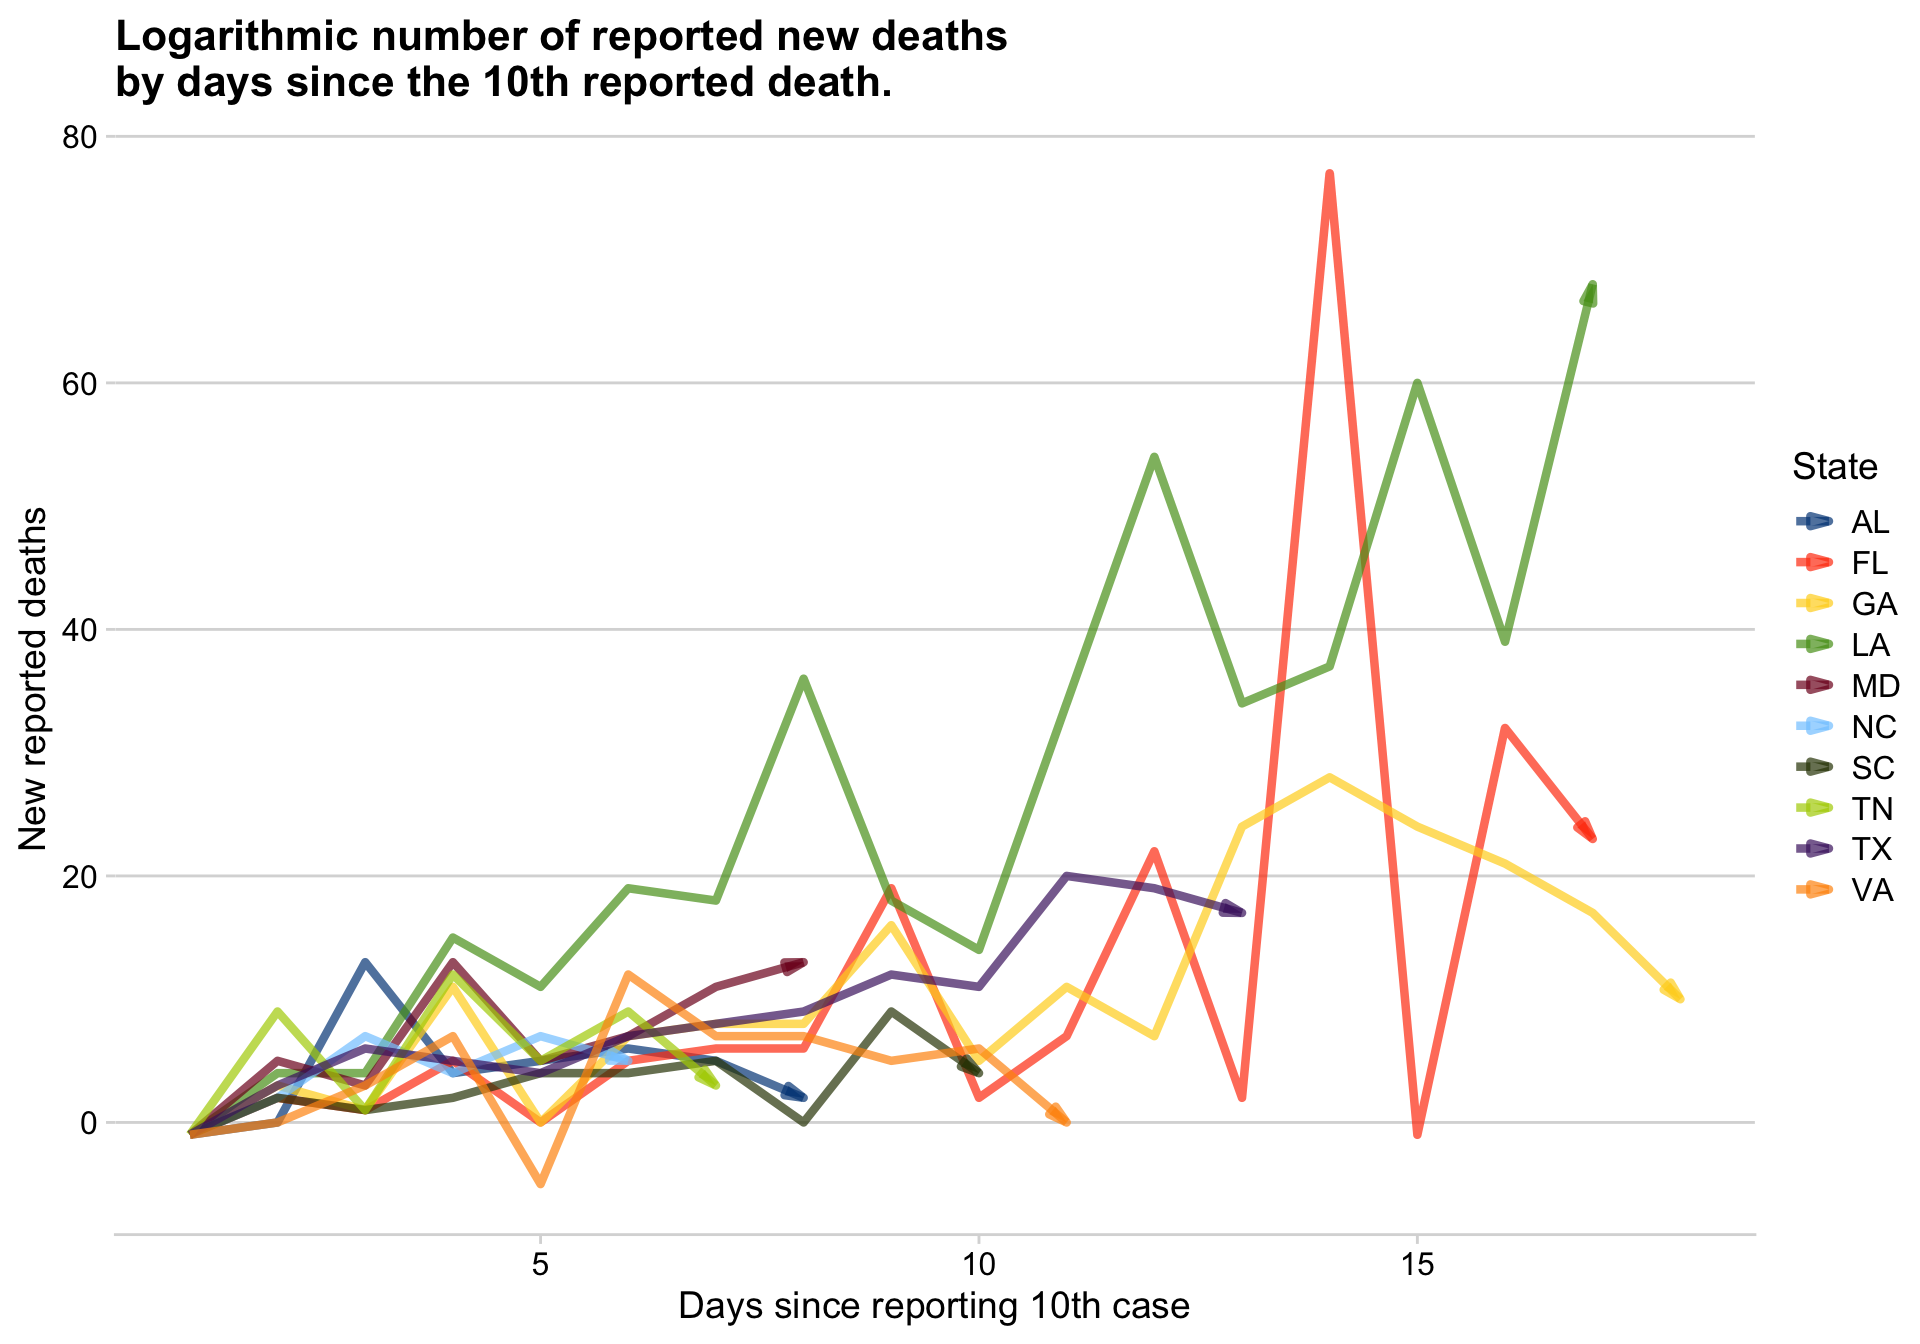 Logarithmic number of reported new deaths
by days since the 10th reported death.
80
60
40
20
0
New reported deaths
5
10
15
Days since reporting 10th case
State
AL
FL
GA
LA
MD
NC
SC
TN
TX
VA